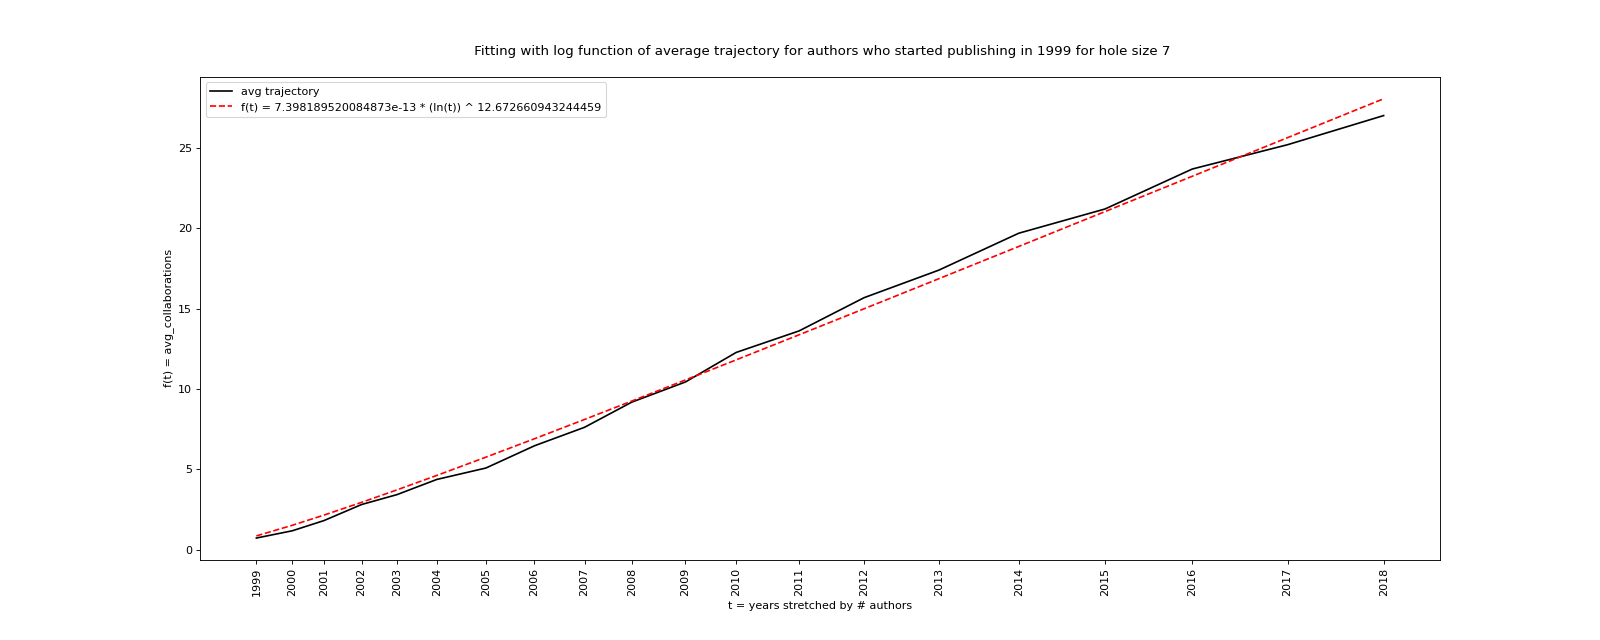 Fitting with log function of average trajectory for authors who started publishing in 1999 for hole size 7
avg trajectory
f(t) = 7.398189520084873e-13 * (ln(t)) ^ 12.672660943244459
25
20
15
10
5
0
f(t) = avg_collaborations
1999 2000 2001 2002 2003 2004 2005 2006 2007 2008 2009 2010 2011 2012 2013 2014 2015 2016 2017 2018
t = years stretched by # authors